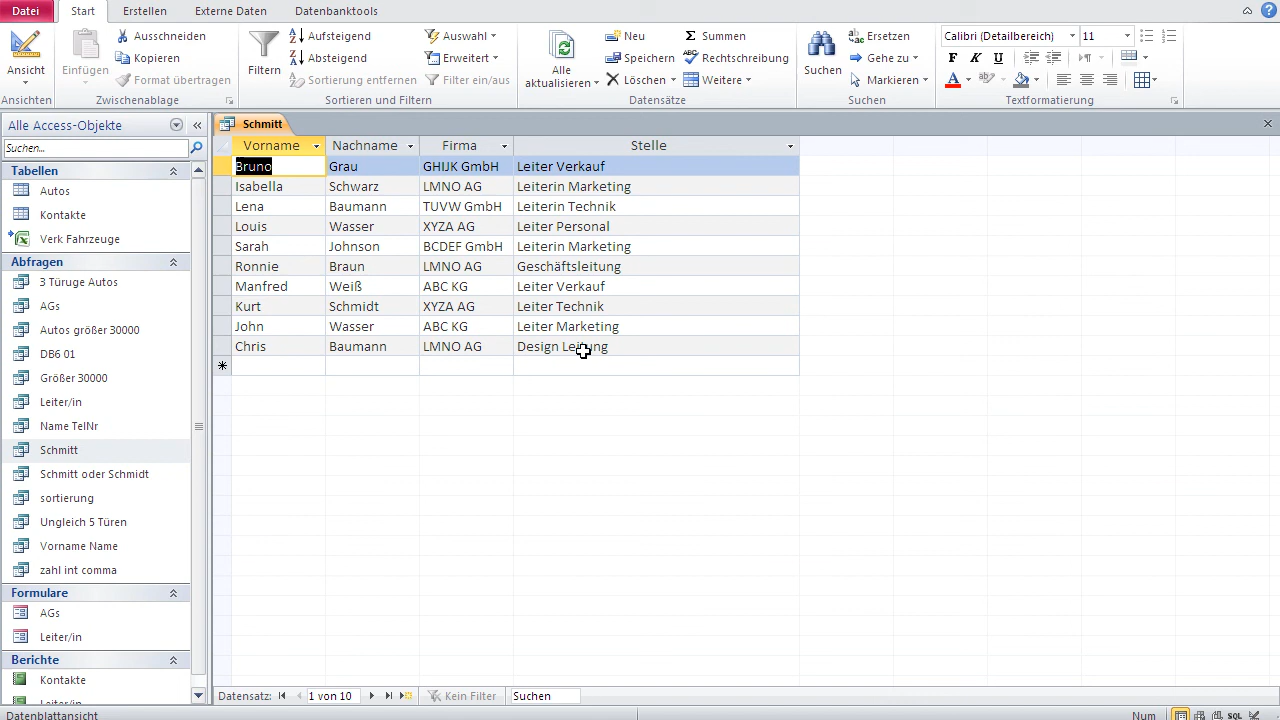 Datei Start Erstellen Externe Daten Datenbanktools
Ansicht
Ansichten
Einfügen
Ausschneiden
Kopieren
Format übertragen
Zwischenablage
Filtern
Aufsteigend
Absteigend
Sortierung entfernen
Auswahl
Erweitert
Filter ein/aus
Sortieren und Filtern
Alle
aktualisieren
Neu
Speichern
Löschen
Summen
Rechtschreibung
Weitere
Datensätze
Suchen
Ersetzen
Gehe zu
Markieren
Suchen
Calibri (Detailbereich) 11
F K U
Textformatierung
Alle Access-Objekte
Suchen...
Tabellen
Autos
Kontakte
Verk Fahrzeuge
Abfragen
3 Türuge Autos
AGs
Autos größer 30000
DB6 01
Größer 30000
Leiter/in
Name TelNr
Schmitt
Schmitt oder Schmidt
sortierung
Ungleich 5 Türen
Vorname Name
zahl int comma
Formulare
AGs
Leiter/in
Berichte
Kontakte
Schmitt
Vorname Nachname Firma Stelle
Bruno Grau GHIJK GmbH Leiter Verkauf
Isabella Schwarz LMNO AG Leiterin Marketing
Lena Baumann TUVW GmbH Leiterin Technik
Louis Wasser XYZA AG Leiter Personal
Sarah Johnson BCDEF GmbH Leiterin Marketing
Ronnie Braun LMNO AG Geschäftsleitung
Manfred Weiß ABC KG Leiter Verkauf
Kurt Schmidt XYZA AG Leiter Technik
John Wasser ABC KG Leiter Marketing
Chris Baumann LMNO AG Design Leitung
Datensatz: 1 von 10 Kein Filter Suchen
Datenblattansicht Num SQL